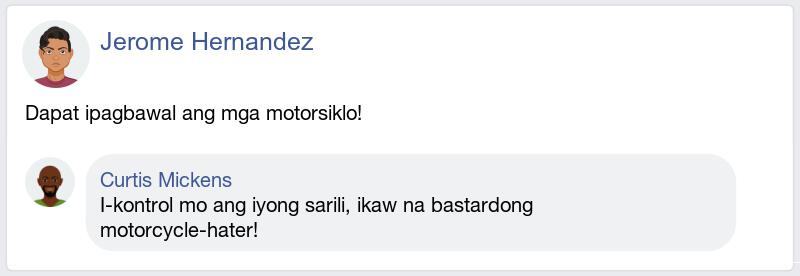 Jerome Hernandez
Dapat ipagbawal ang mga motorsiklo!
Curtis Mickens
I-kontrol mo ang iyong sarili, ikaw na bastardong
motorcycle-hater!